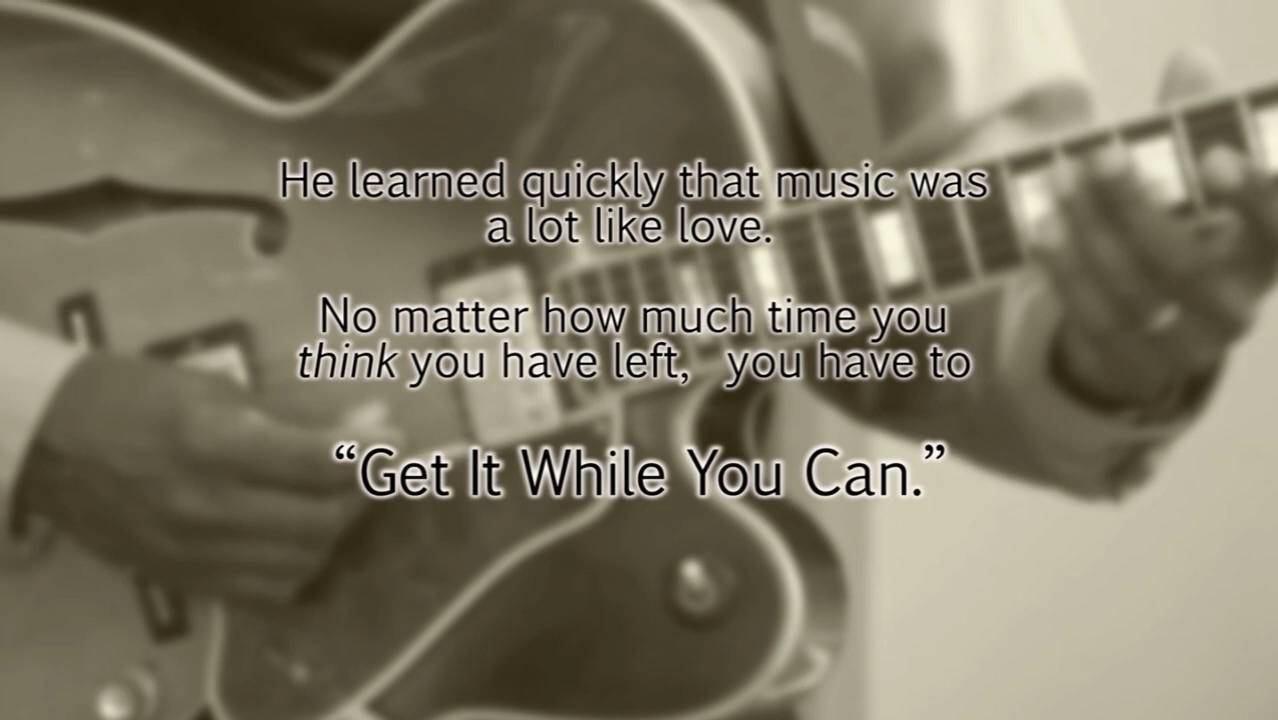 He learned quickly that music was
a lot like love.
No matter how much time you
think you have left, you have to
“Get It While You Can.”